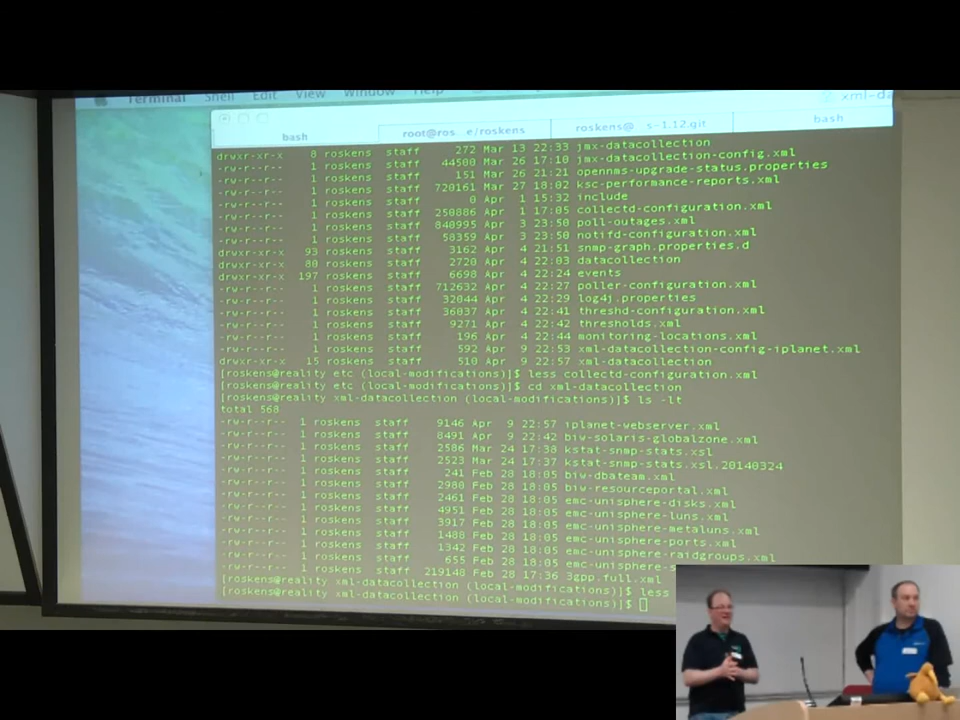 Terminal Shell Edit View Window Help
bash root@ros e/roskens roskens@ s-1.12.git bash
drwxr-xr-x 8 roskens staff 272 Mar 13 22:33 jmx-datacollection
-rw-r--r-- 1 roskens staff 44500 Mar 26 17:10 jmx-datacollection-config.xml
-rw-r--r-- 1 roskens staff 151 Mar 26 21:21 opennms-upgrade-status.properties
-rw-r--r-- 1 roskens staff 720161 Mar 27 18:02 ksc-performance-reports.xml
-rw-r--r-- 1 roskens staff 0 Apr 1 15:32 include
-rw-r--r-- 1 roskens staff 250886 Apr 1 17:05 collectd-configuration.xml
-rw-r--r-- 1 roskens staff 840995 Apr 3 23:50 poll-outages.xml
-rw-r--r-- 1 roskens staff 58359 Apr 3 23:50 notifd-configuration.xml
drwxr-xr-x 93 roskens staff 3162 Apr 4 21:51 snmp-graph.properties.d
drwxr-xr-x 80 roskens staff 2720 Apr 4 22:03 datacollection
drwxr-xr-x 197 roskens staff 6698 Apr 4 22:24 events
-rw-r--r-- 1 roskens staff 712632 Apr 4 22:27 poller-configuration.xml
-rw-r--r-- 1 roskens staff 32044 Apr 4 22:29 log4j.properties
-rw-r--r-- 1 roskens staff 36037 Apr 4 22:41 threshd-configuration.xml
-rw-r--r-- 1 roskens staff 9271 Apr 4 22:42 thresholds.xml
-rw-r--r-- 1 roskens staff 196 Apr 4 22:44 monitoring-locations.xml
-rw-r--r-- 1 roskens staff 592 Apr 9 22:53 xml-datacollection-config-iplanet.xml
drwxr-xr-x 15 roskens staff 510 Apr 9 22:57 xml-datacollection
[roskens@reality etc (local-modifications)]$ less collectd-configuration.xml
[roskens@reality etc (local-modifications)]$ cd xml-datacollection
[roskens@reality xml-datacollection (local-modifications)]$ ls -lt
total 568
-rw-r--r-- 1 roskens staff 9146 Apr 9 22:57 iplanet-webserver.xml
-rw-r--r-- 1 roskens staff 8491 Apr 9 22:42 biw-solaris-globalzone.xml
-rw-r--r-- 1 roskens staff 2586 Mar 24 17:38 kstat-snmp-stats.xsl
-rw-r--r-- 1 roskens staff 2523 Mar 24 17:37 kstat-snmp-stats.xsl.20140324
-rw-r--r-- 1 roskens staff 241 Feb 28 18:05 biw-dbateam.xml
-rw-r--r-- 1 roskens staff 2980 Feb 28 18:05 biw-resourceportal.xml
-rw-r--r-- 1 roskens staff 2461 Feb 28 18:05 emc-unisphere-disks.xml
-rw-r--r-- 1 roskens staff 4951 Feb 28 18:05 emc-unisphere-luns.xml
-rw-r--r-- 1 roskens staff 3917 Feb 28 18:05 emc-unisphere-metaluns.xml
-rw-r--r-- 1 roskens staff 1488 Feb 28 18:05 emc-unisphere-ports.xml
-rw-r--r-- 1 roskens staff 1342 Feb 28 18:05 emc-unisphere-raidgroups.xml
-rw-r--r-- 1 roskens staff 655 Feb 28 18:05 emc-unisphere-s
-rw-r--r-- 1 roskens staff 219148 Feb 28 17:36 3gpp.full.xml
[roskens@reality xml-datacollection (local-modifications)]$ less
[roskens@reality xml-datacollection (local-modifications)]$